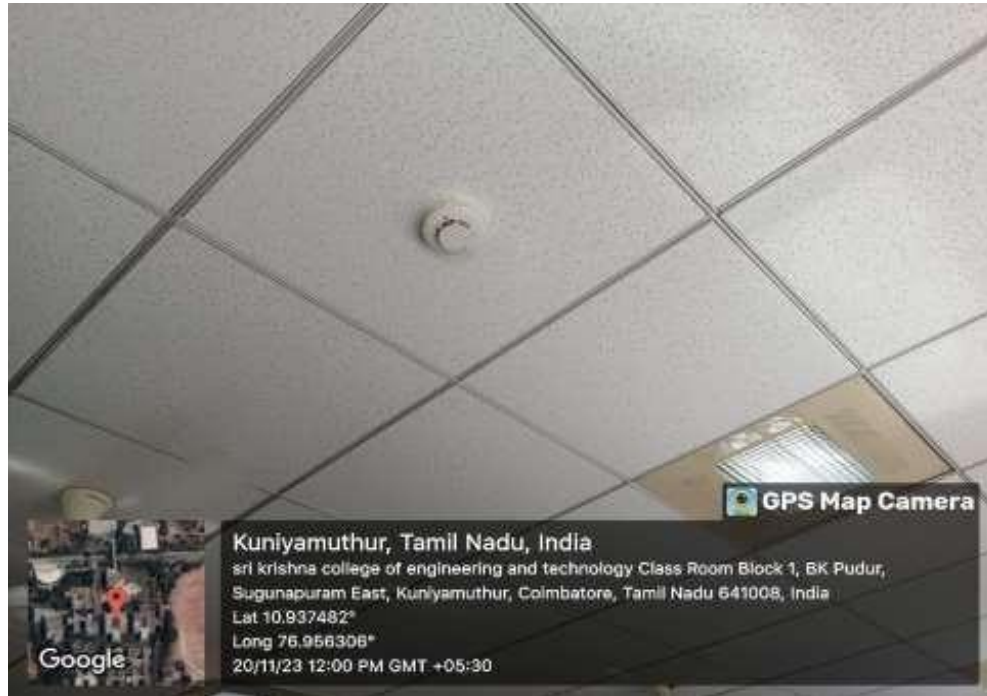 GPS Map Camera
Kuniyamuthur, Tamil Nadu, India
sri krishna college of engineering and technology Class Room Block 1, BK Pudur,
Sugunapuram East, Kuniyamuthur, Coimbatore, Tamil Nadu 641008, India
Lat 10.937482°
Long 76.956306°
20/11/23 12:00 PM GMT +05:30
Google